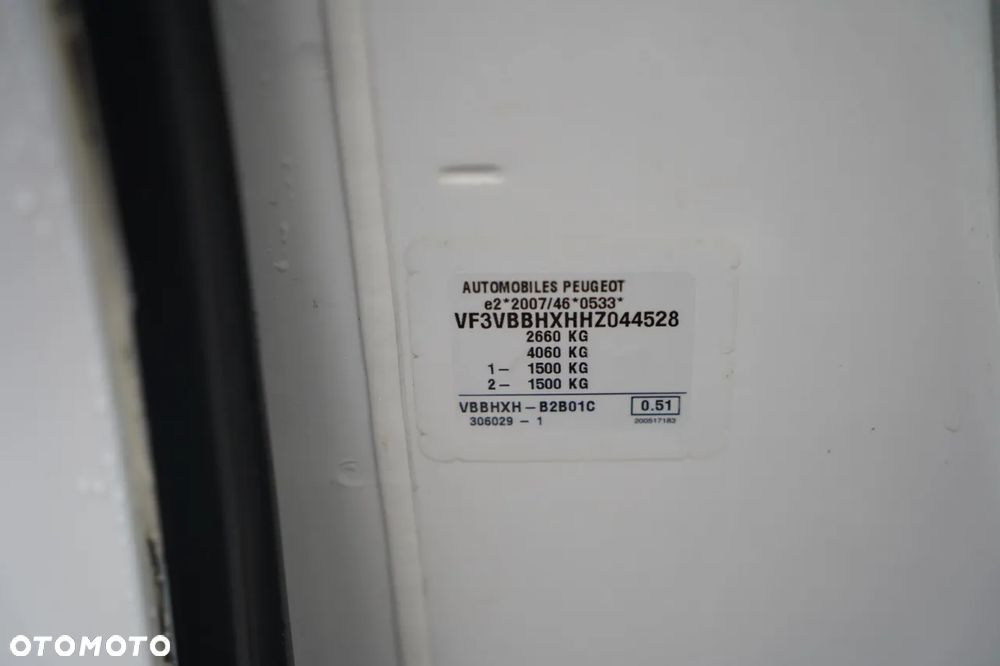 AUTOMOBILES PEUGEOT
e2*2007/46*0533*
VF3VBBHXHHZ044528
2660 KG
4060 KG
1- 1500 KG
2- 1500 KG
VBBHXH-B2B01C 0.51
306029-1 200517183
OTOMOTO